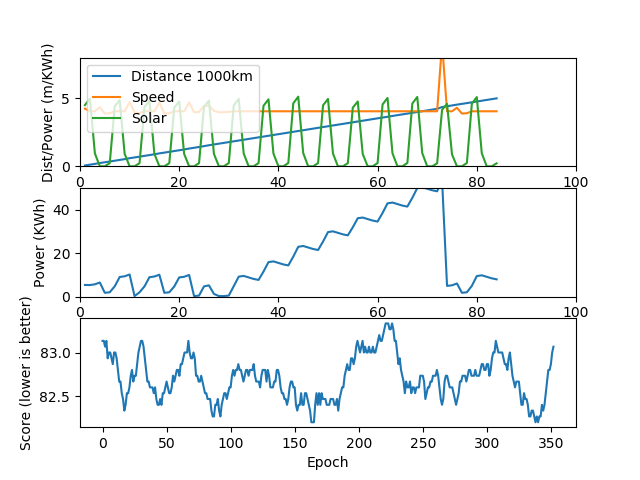 Dist/Power (m/KWh)
5
0
Distance 1000km
Speed
Solar
0 20 40 60 80 100
Power (KWh)
40
20
0
0 20 40 60 80 100
Score (lower is better)
83.0
82.5
0 50 100 150 200 250 300 350
Epoch